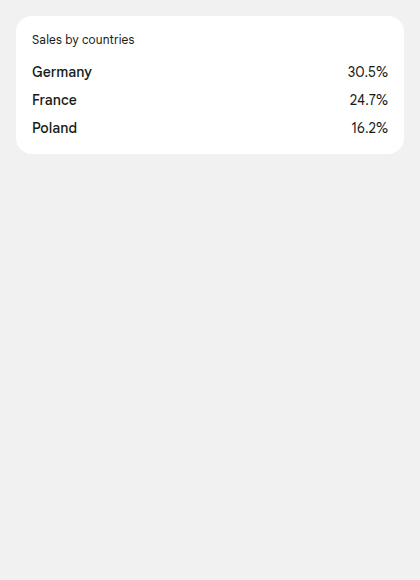 Sales by countries
Germany 30.5%
France 24.7%
Poland 16.2%